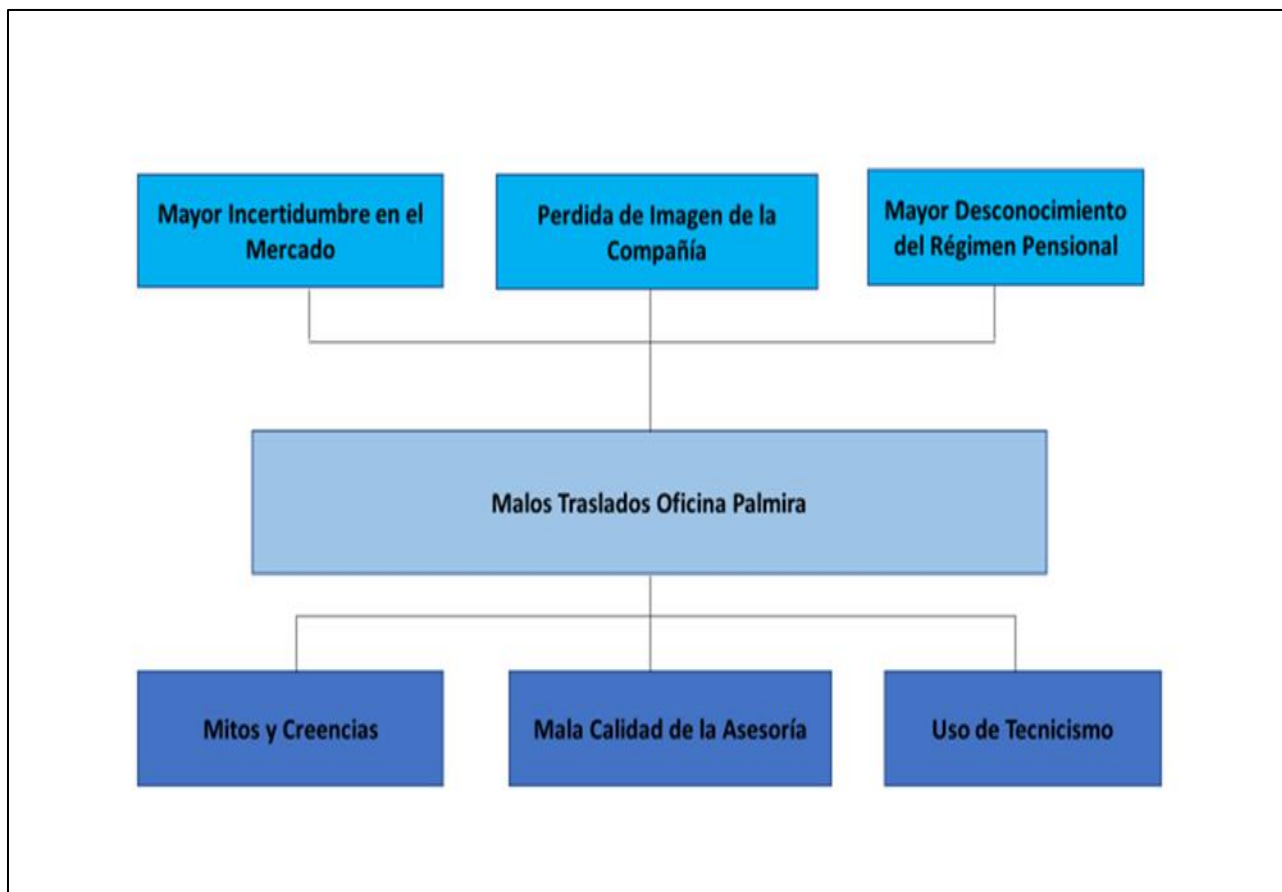 Mayor Incertidumbre en el
Mercado
Perdida de Imagen de la
Compañía
Mayor Desconocimiento
del Régimen Pensional
Malos Traslados Oficina Palmira
Mitos y Creencias
Mala Calidad de la Asesoría
Uso de Tecnicismo